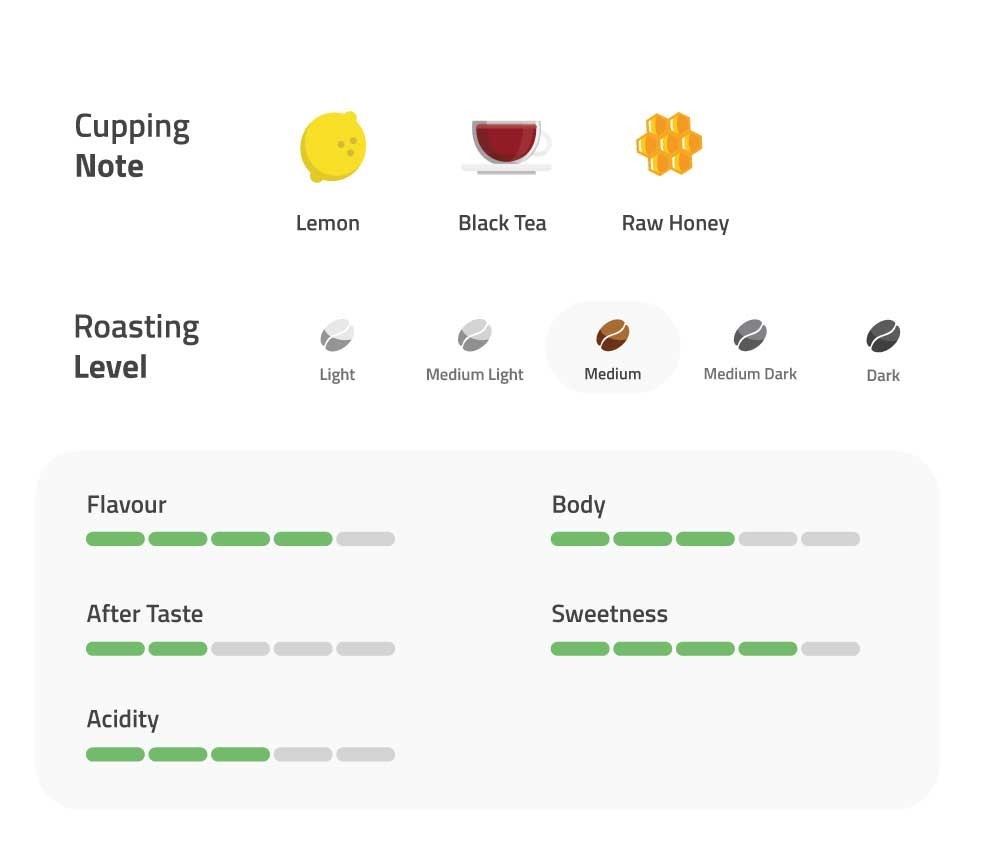 Cupping
Note
Lemon
Black Tea
Raw Honey
Roasting
Level
Light
Medium Light
Medium
Medium Dark
Dark
Flavour
Body
After Taste
Sweetness
Acidity